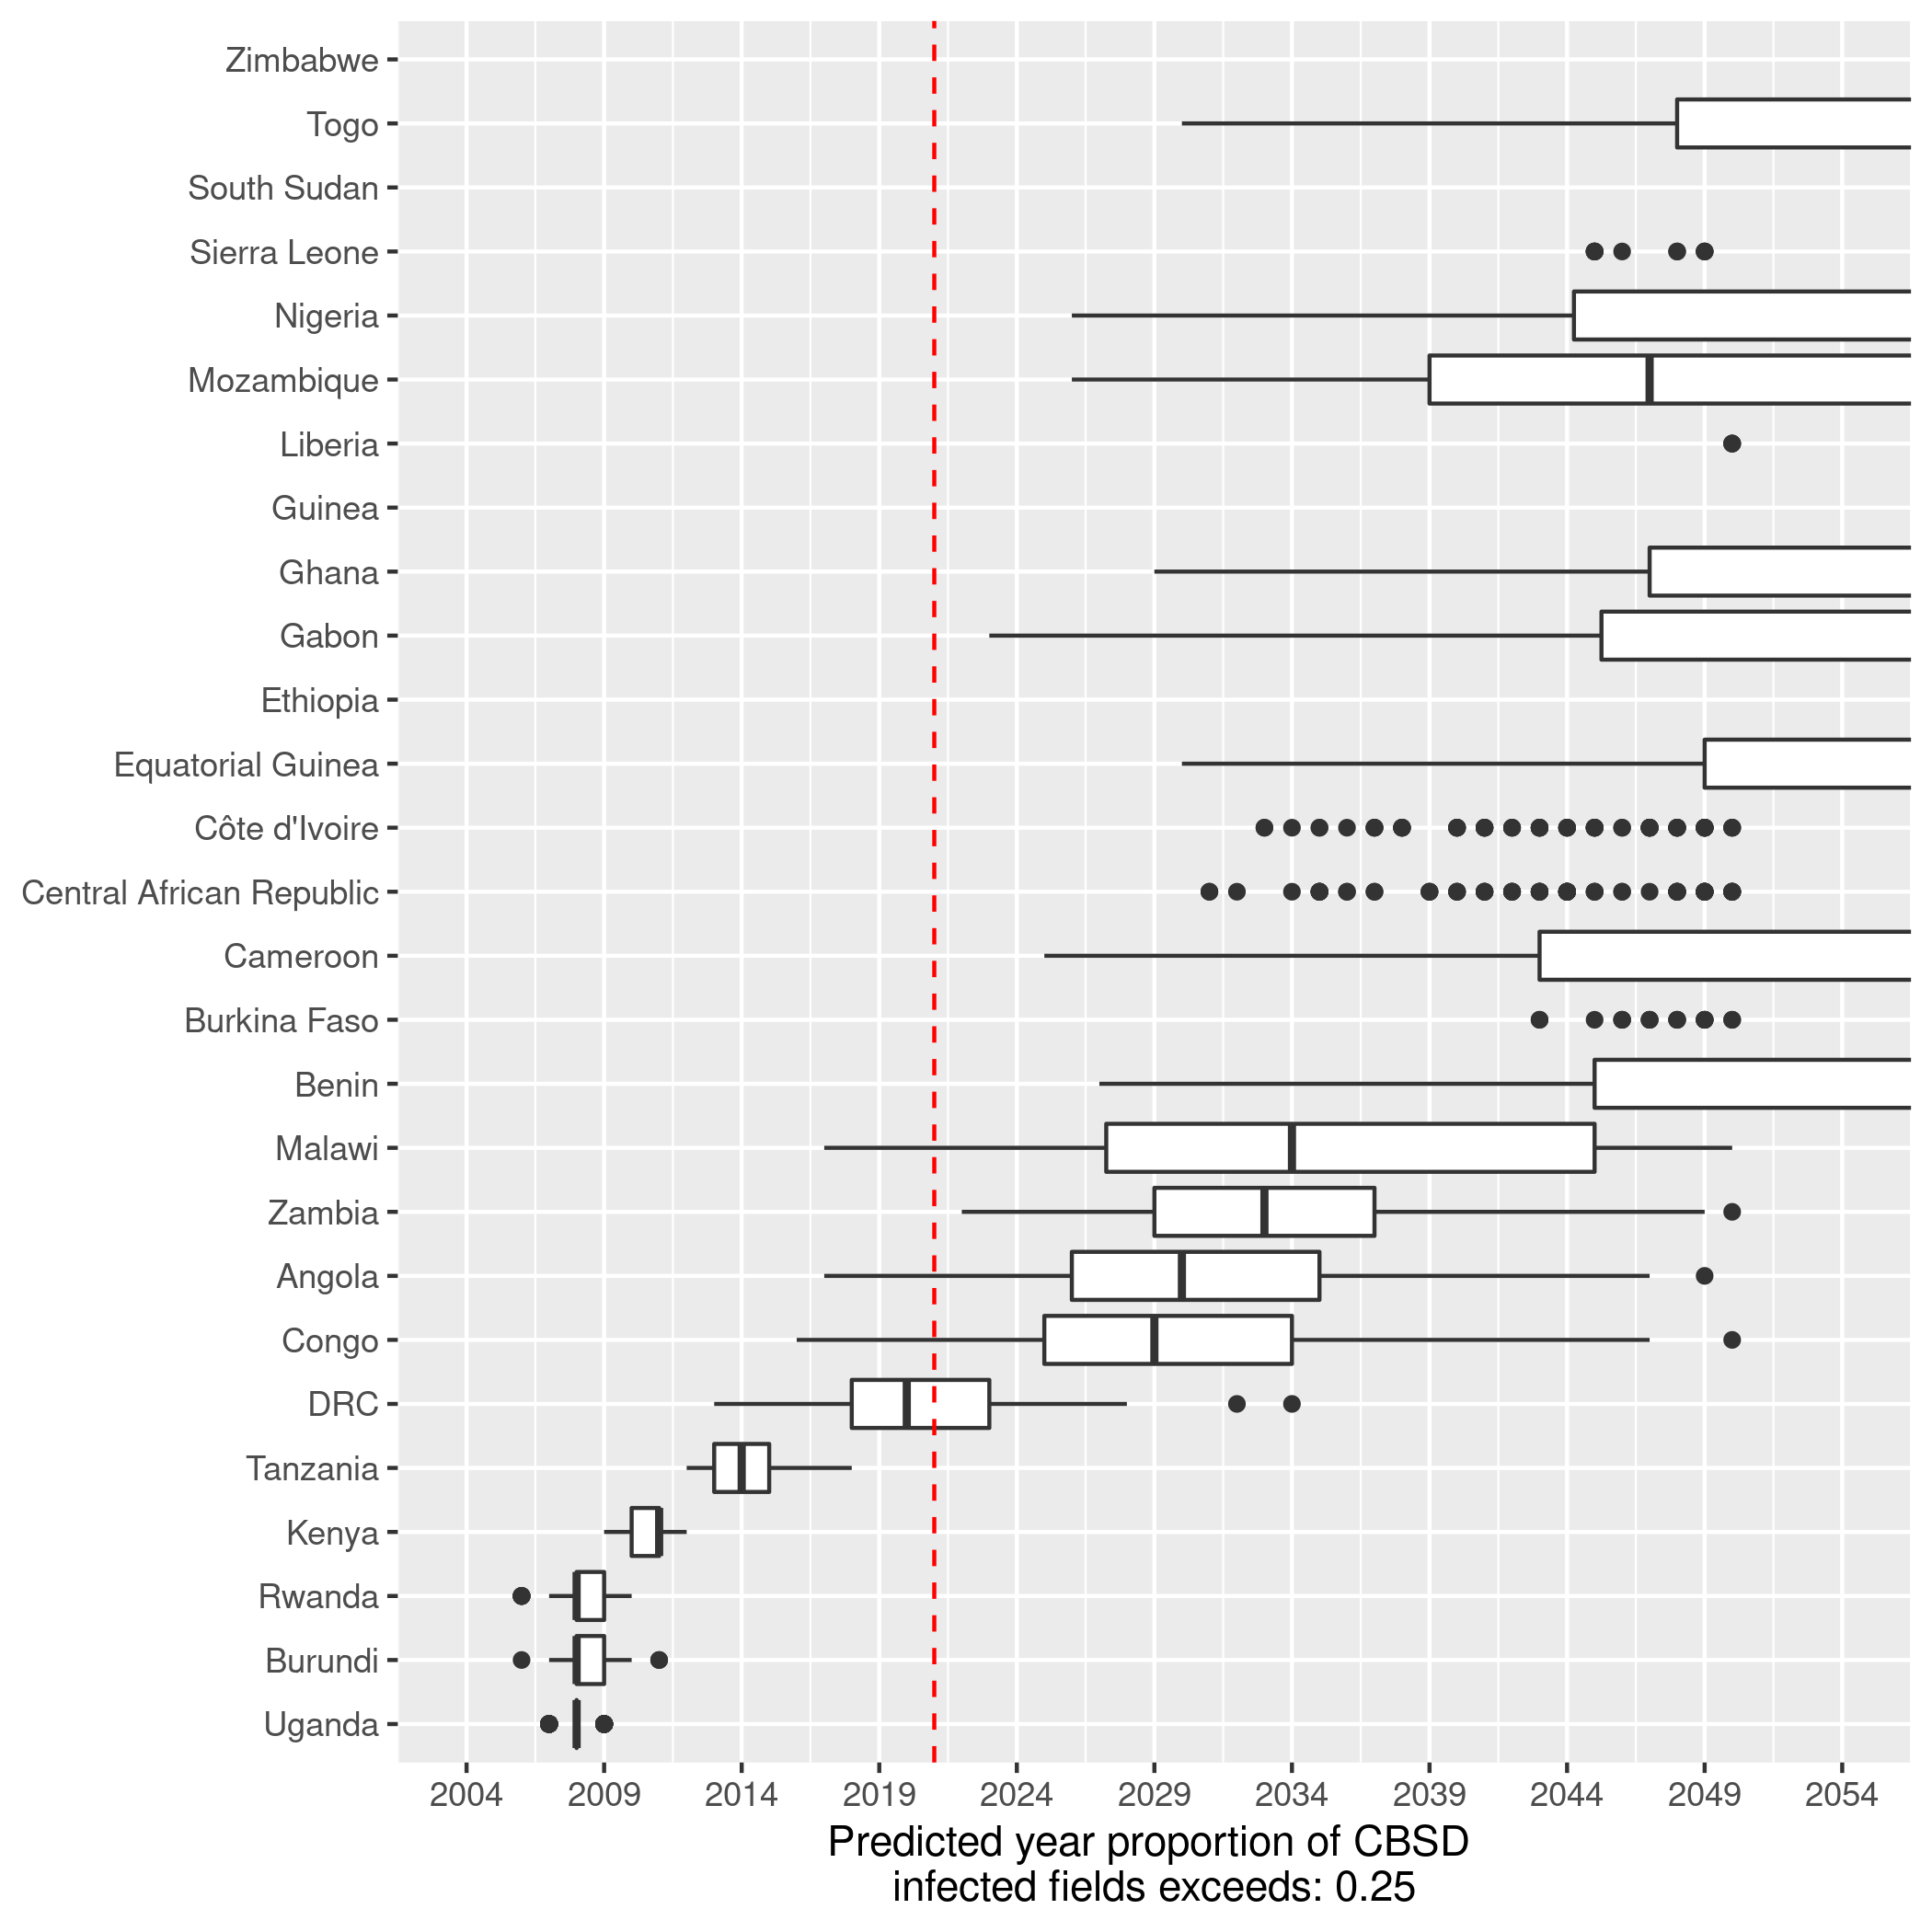 Zimbabwe
Togo
South Sudan
Sierra Leone
Nigeria
Mozambique
Liberia
Guinea
Ghana
Gabon
Ethiopia
Equatorial Guinea
Côte d'Ivoire
Central African Republic
Cameroon
Burkina Faso
Benin
Malawi
Zambia
Angola
Congo
DRC
Tanzania
Kenya
Rwanda
Burundi
Uganda
2004 2009 2014 2019 2024 2029 2034 2039 2044 2049 2054
Predicted year proportion of CBSD
infected fields exceeds: 0.25